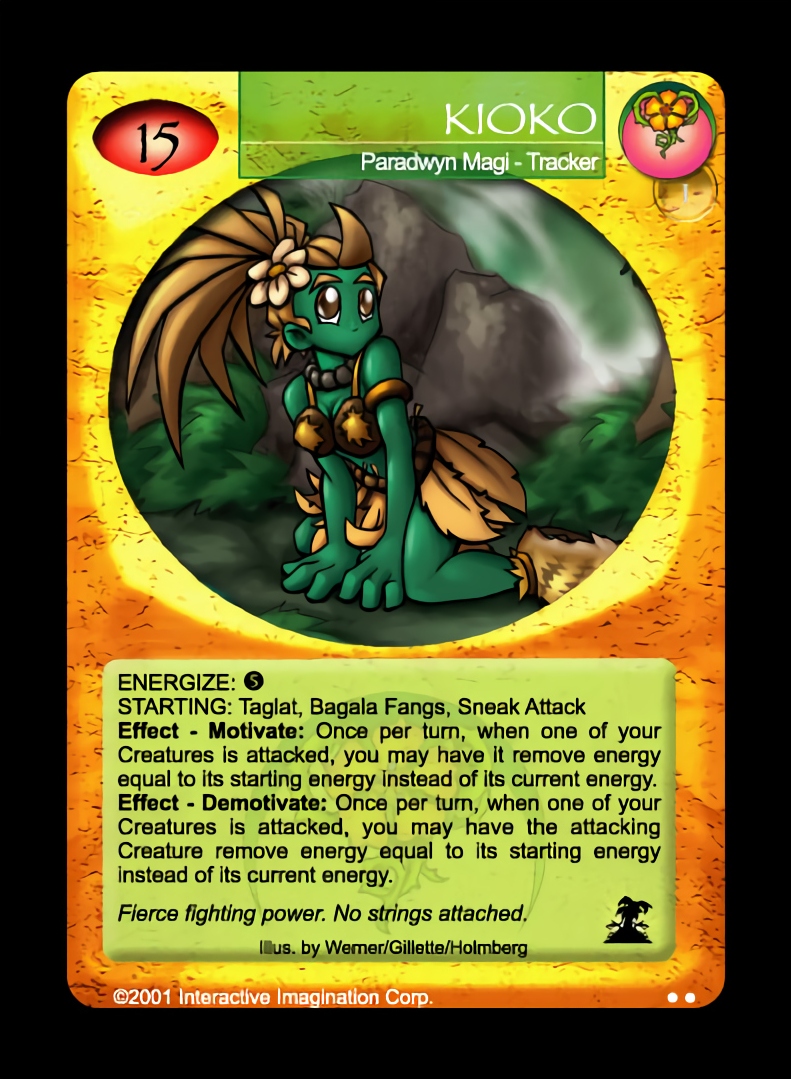 15
KIOKO
Paradwyn Magi - Tracker
1
ENERGIZE: 5
STARTING: Taglat, Bagala Fangs, Sneak Attack
Effect - Motivate: Once per turn, when one of your
Creatures is attacked, you may have it remove energy
equal to its starting energy instead of its current energy.
Effect - Demotivate: Once per turn, when one of your
Creatures is attacked, you may have the attacking
Creature remove energy equal to its starting energy
instead of its current energy.
Fierce fighting power. No strings attached.
Illus. by Werner/Gillette/Holmberg
©2001 Interactive Imagination Corp.